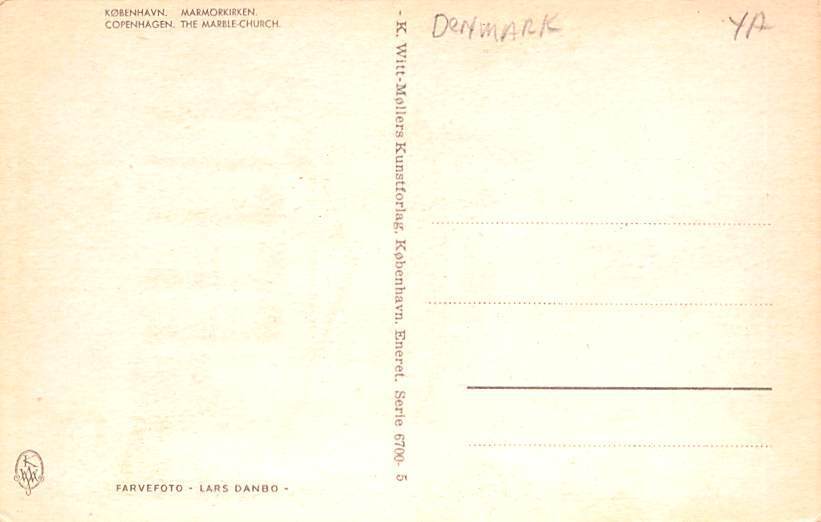 KØBENHAVN. MARMORKIRKEN.
COPENHAGEN. THE MARBLE-CHURCH.
- K. Witt-Møllers Kunstforlag, København. Eneret. Serie 6700- 5
DENMARK
YA
FARVEFOTO - LARS DANBO -